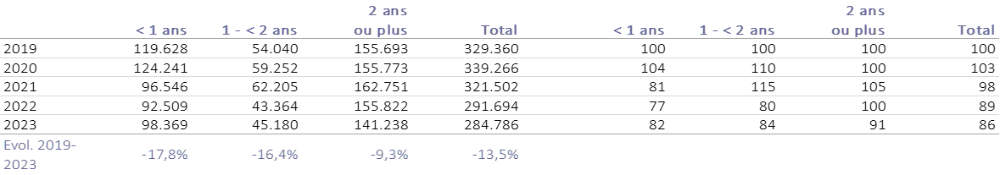 2 ans 2 ans
< 1 ans 1 - < 2 ans ou plus Total < 1 ans 1 - < 2 ans ou plus Total
2019 119.628 54.040 155.693 329.360 100 100 100 100
2020 124.241 59.252 155.773 339.266 104 110 100 103
2021 96.546 62.205 162.751 321.502 81 115 105 98
2022 92.509 43.364 155.822 291.694 77 80 100 89
2023 98.369 45.180 141.238 284.786 82 84 91 86
Evol. 2019-
2023 -17,8% -16,4% -9,3% -13,5%